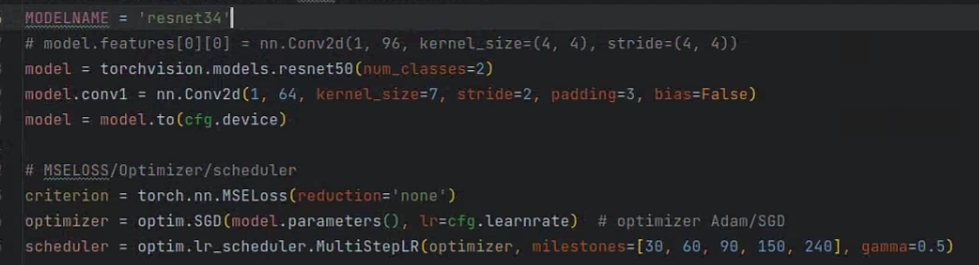 MODELNAME = 'resnet34'
# model.features[0][0] = nn.Conv2d(1, 96, kernel_size=(4, 4), stride=(4, 4))
model = torchvision.models.resnet50(num_classes=2)
model.conv1 = nn.Conv2d(1, 64, kernel_size=7, stride=2, padding=3, bias=False)
model = model.to(cfg.device)
# MSELOSS/Optimizer/scheduler
criterion = torch.nn.MSELoss(reduction='none')
optimizer = optim.SGD(model.parameters(), lr=cfg.learnrate)  # optimizer Adam/SGD
scheduler = optim.lr_scheduler.MultiStepLR(optimizer, milestones=[30, 60, 90, 150, 240], gamma=0.5)